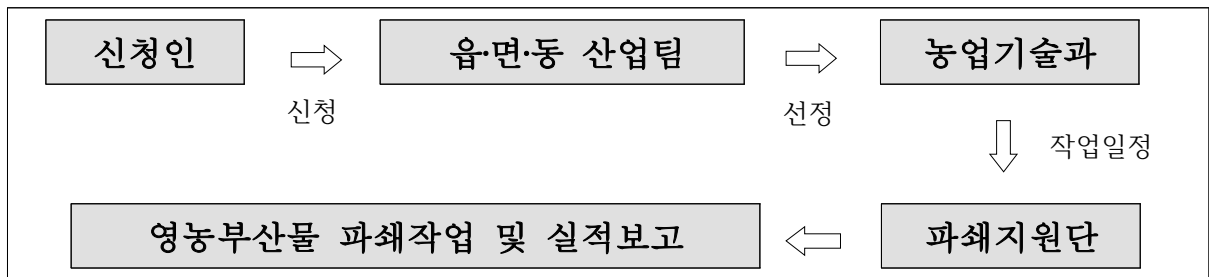 신청인 읍·면·동 산업팀 농업기술과
신청 선정
작업일정
영농부산물 파쇄작업 및 실적보고 파쇄지원단